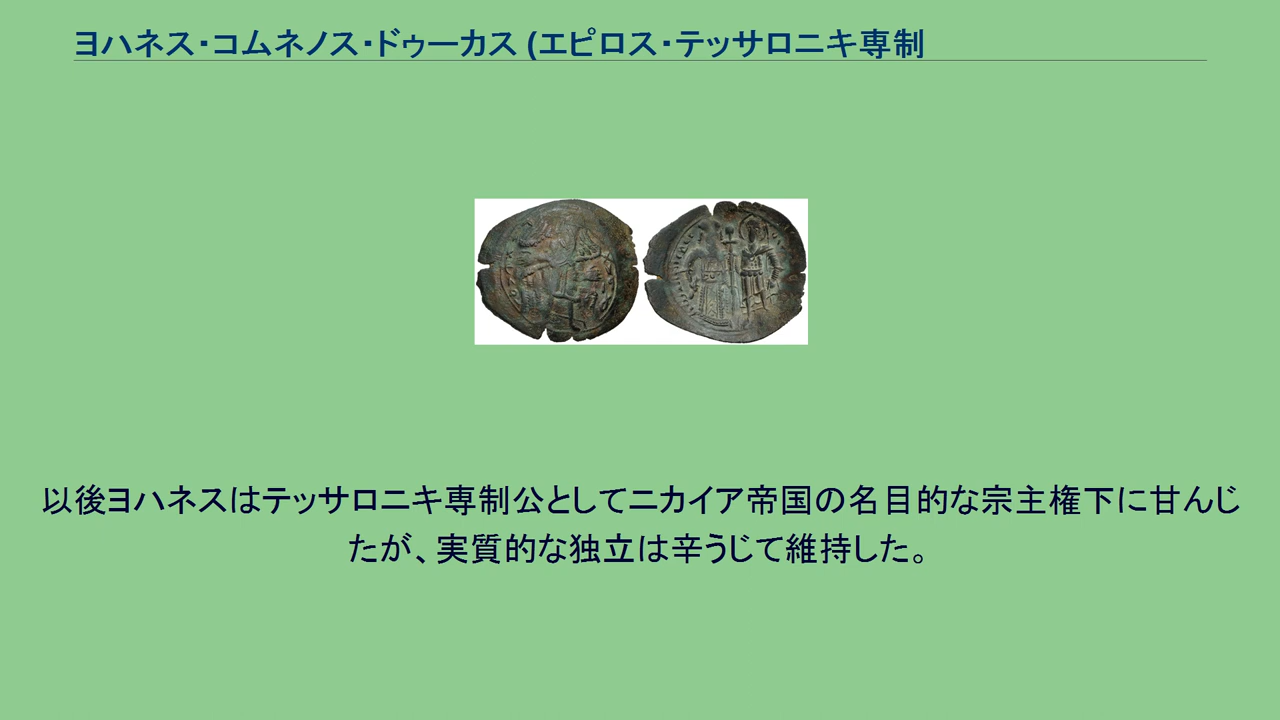 ヨハネス・コムネノス・ドゥーカス (エピロス・テッサロニキ専制
以後ヨハネスはテッサロニキ専制公としてニカイア帝国の名目的な宗主権下に甘んじ
たが、実質的な独立は辛うじて維持した。